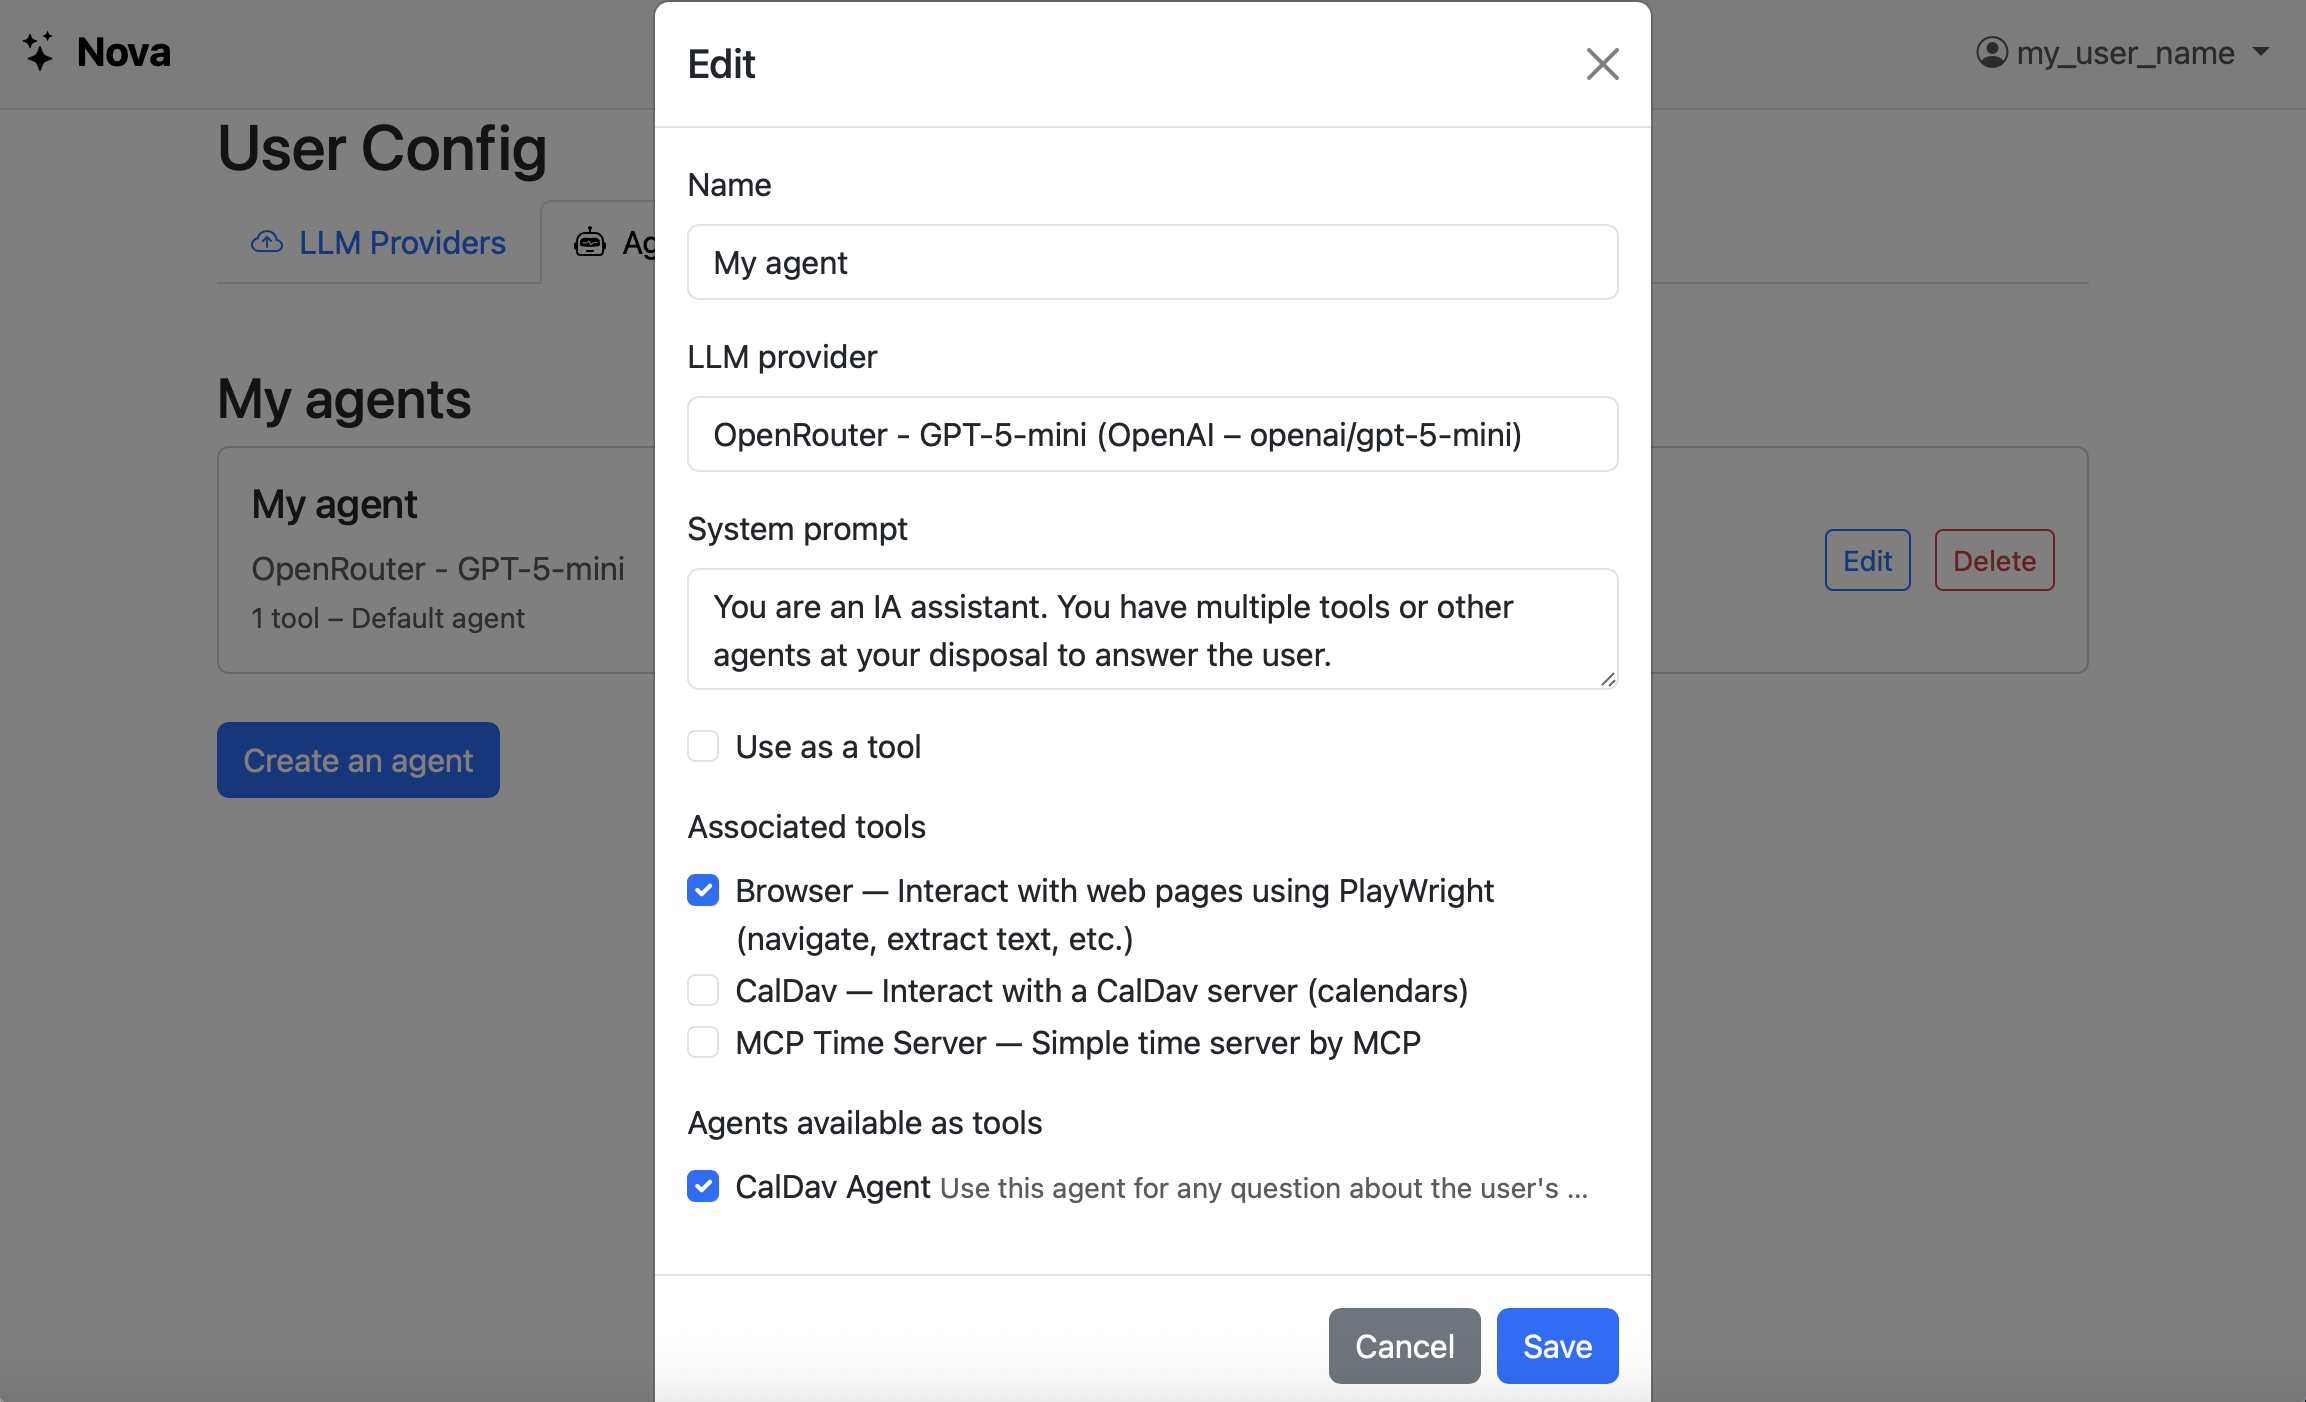 Nova
my_user_name
User Config
LLM Providers
Ag
My agents
My agent
OpenRouter - GPT-5-mini
1 tool – Default agent
Edit
Delete
Create an agent
Edit
Name
My agent
LLM provider
OpenRouter - GPT-5-mini (OpenAI – openai/gpt-5-mini)
System prompt
You are an IA assistant. You have multiple tools or other
agents at your disposal to answer the user.
Use as a tool
Associated tools
Browser — Interact with web pages using PlayWright
(navigate, extract text, etc.)
CalDav — Interact with a CalDav server (calendars)
MCP Time Server — Simple time server by MCP
Agents available as tools
CalDav Agent Use this agent for any question about the user's ...
Cancel
Save